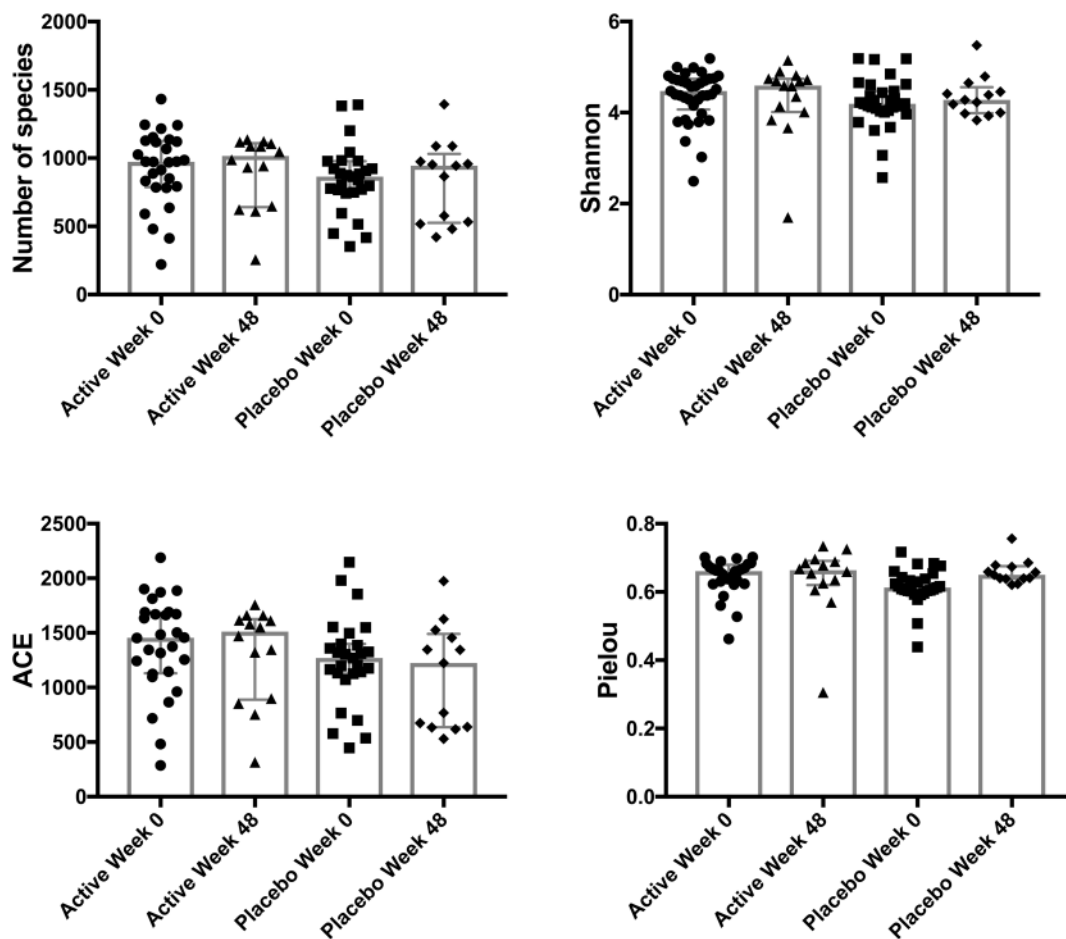 Number of species
2000
1500
1000
500
0
Active Week 0
Active Week 48
Placebo Week 0
Placebo Week 48
Shannon
6
4
2
0
Active Week 0
Active Week 48
Placebo Week 0
Placebo Week 48
ACE
2500
2000
1500
1000
500
0
Active Week 0
Active Week 48
Placebo Week 0
Placebo Week 48
Pielou
0.8
0.6
0.4
0.2
0.0
Active Week 0
Active Week 48
Placebo Week 0
Placebo Week 48